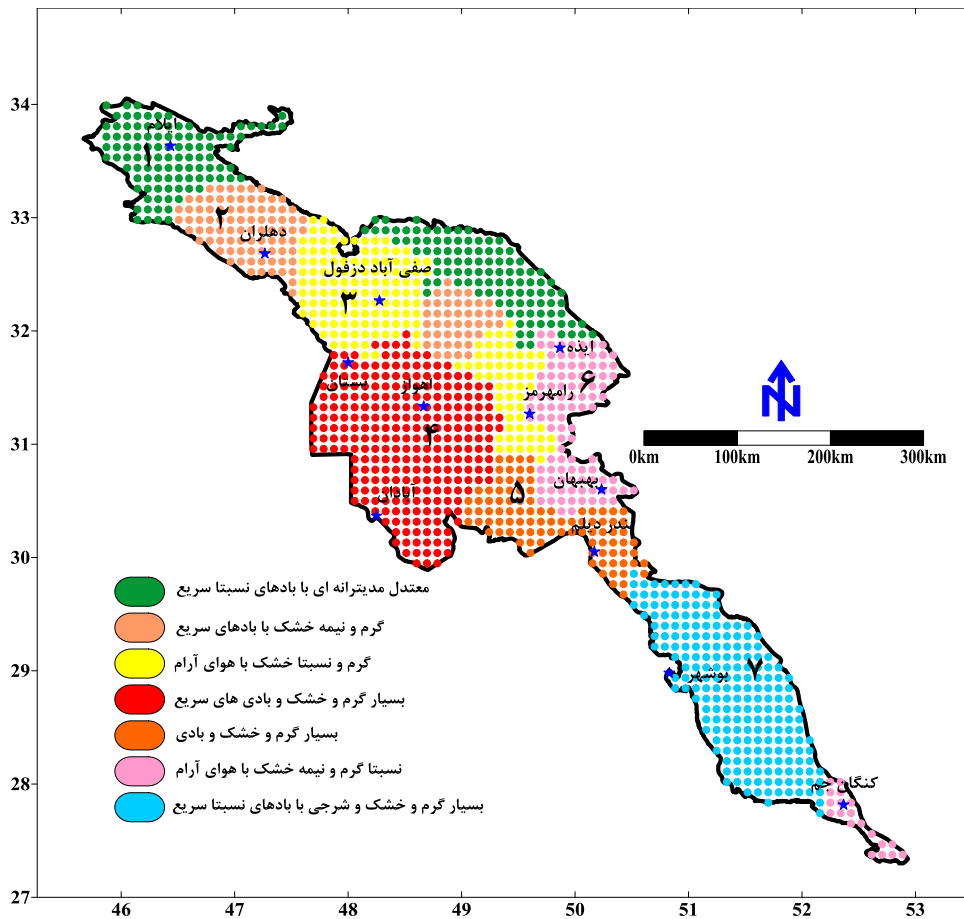 34
33
32
31
30
29
28
27
46
47
48
49
50
51
52
53
ایلام
۱
۲
دهلران
صفی آباد دزفول
۳
ایذه
بستان
اهواز
رامهرمز
۶
۴
بهبهان
۵
آبادان
بندر دیلم
بوشهر
۷
کنگان جم
N
0km 100km 200km 300km
معتدل مدیترانه ای با بادهای نسبتا سریع
گرم و نیمه خشک با بادهای سریع
گرم و نسبتا خشک با هوای آرام
بسیار گرم و خشک و بادی های سریع
بسیار گرم و خشک و بادی
نسبتا گرم و نیمه خشک با هوای آرام
بسیار گرم و خشک و شرجی با بادهای نسبتا سریع